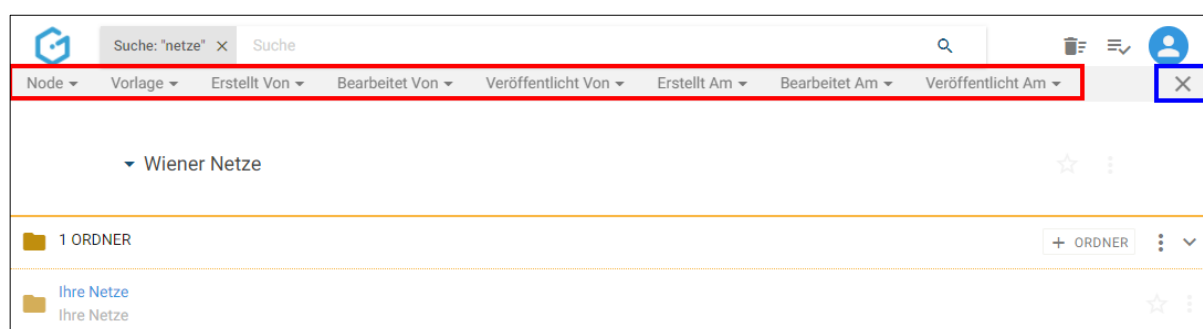 Suche: "netze" × Suche
Node Vorlage Erstellt Von Bearbeitet Von Veröffentlicht Von Erstellt Am Bearbeitet Am Veröffentlicht Am
Wiener Netze
1 ORDNER + ORDNER
Ihre Netze
Ihre Netze